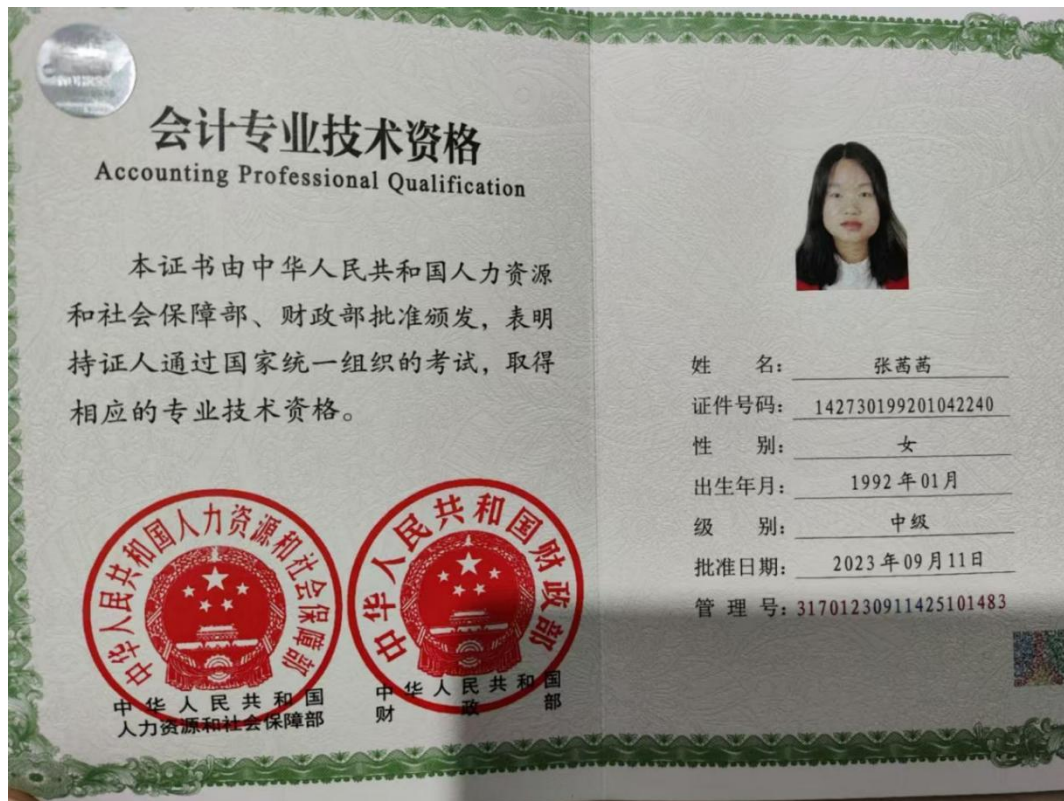 会计专业技术资格
Accounting Professional Qualification
本证书由中华人民共和国人力资源
和社会保障部、财政部批准颁发，表明
持证人通过国家统一组织的考试，取得
相应的专业技术资格。
中华人民共和国人力资源和社会保障部
中华人民共和国
人力资源和社会保障部
中华人民共和国财政部
中华人民共和国
财政部
姓名：张茜茜
证件号码：142730199201042240
性别：女
出生年月：1992年01月
级别：中级
批准日期：2023年09月11日
管理号：31701230911425101483